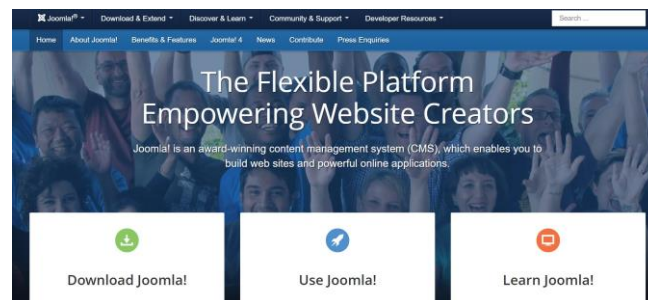 Joomla!® Download & Extend Discover & Learn Community & Support Developer Resources Search ...
Home About Joomla! Benefits & Features Joomla! 4 News Contribute Press Enquiries
The Flexible Platform
Empowering Website Creators
Joomla! is an award-winning content management system (CMS), which enables you to
build web sites and powerful online applications.
Download Joomla! Use Joomla! Learn Joomla!